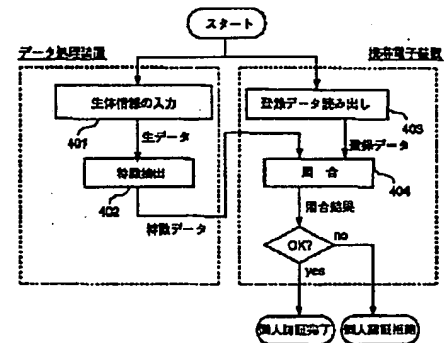 スタート
データ処理装置
携帯電子装置
生体情報の入力
401
生データ
特徴抽出
402
特徴データ
登録データ読み出し
403
登録データ
照合
404
照合結果
OK?
no
yes
個人認証完了
個人認証拒絶